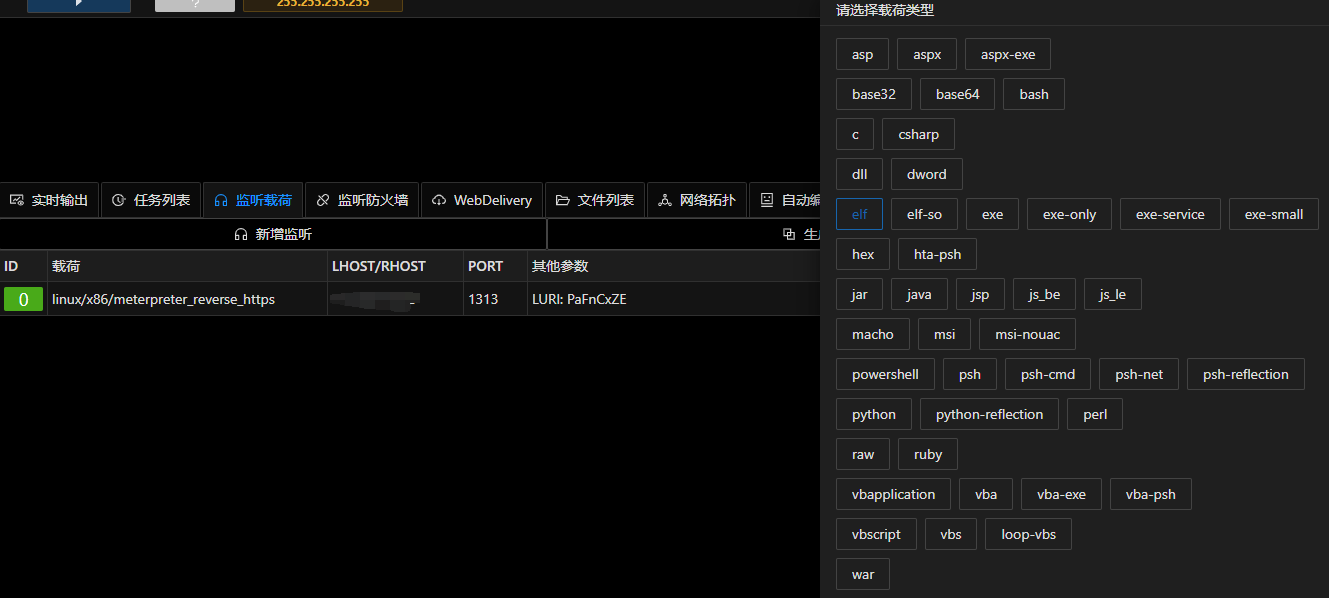 255.255.255.255
实时输出 任务列表 监听载荷 监听防火墙 WebDelivery 文件列表 网络拓扑 自动编
新增监听 生
ID 载荷 LHOST/RHOST PORT 其他参数
0 linux/x86/meterpreter_reverse_https 1313 LURI: PaFnCxZE
请选择载荷类型
asp aspx aspx-exe
base32 base64 bash
c csharp
dll dword
elf elf-so exe exe-only exe-service exe-small
hex hta-psh
jar java jsp js_be js_le
macho msi msi-nouac
powershell psh psh-cmd psh-net psh-reflection
python python-reflection perl
raw ruby
vbapplication vba vba-exe vba-psh
vbscript vbs loop-vbs
war